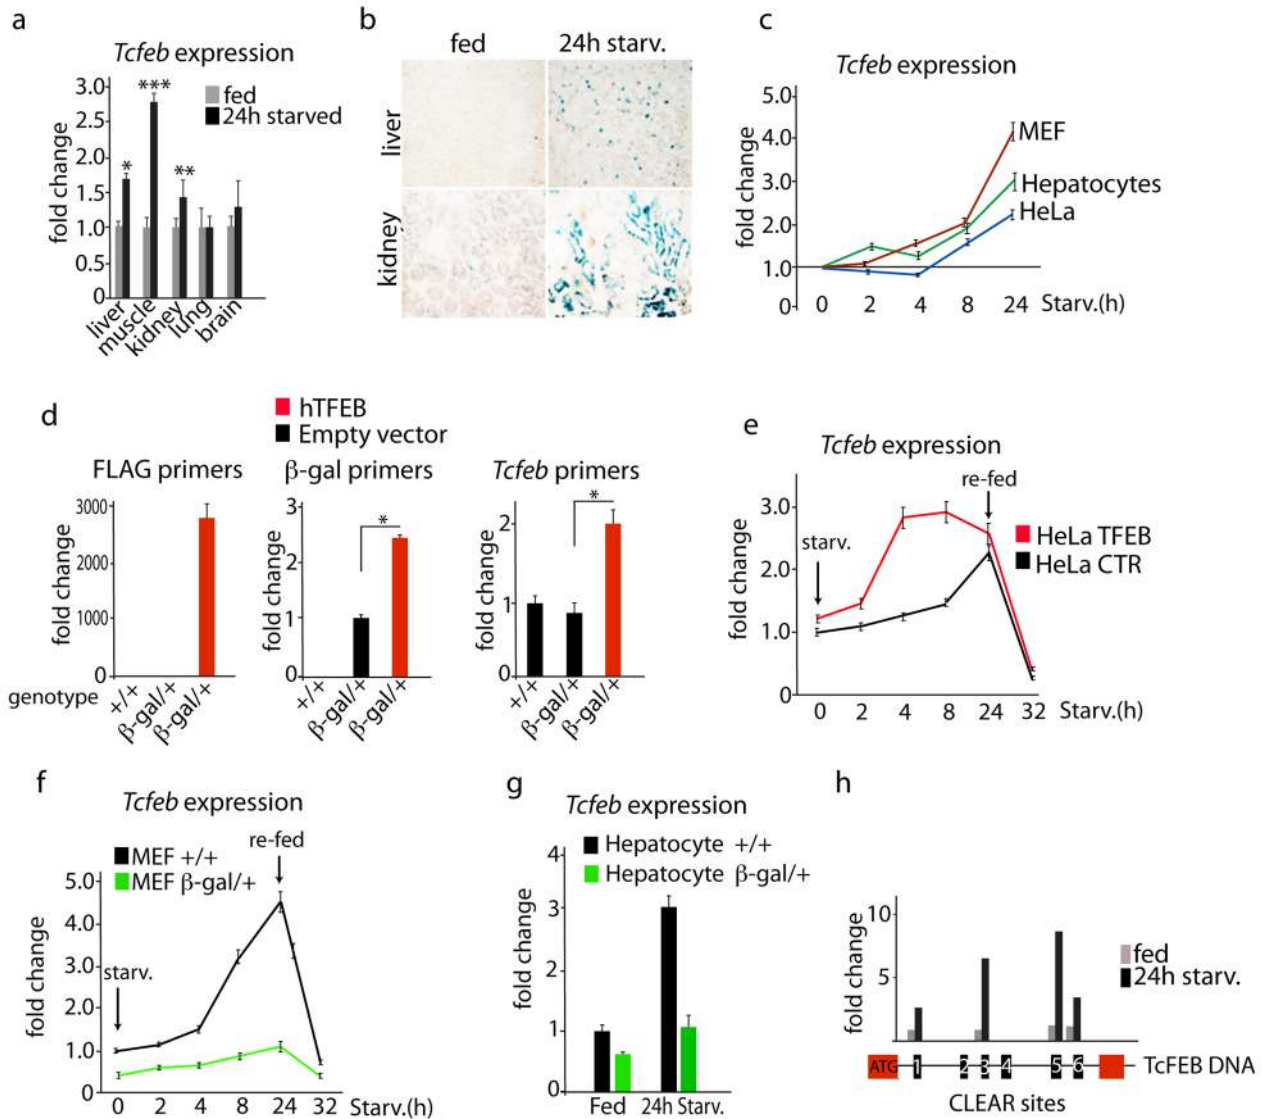 a
Tcfeb expression
fed
24h starved
fold change
3.0
2.5
2.0
1.5
1.0
0.5
0
* *** **
liver muscle kidney lung brain
b
fed 24h starv.
liver
kidney
c
Tcfeb expression
fold change
5.0
4.0
3.0
2.0
1.0
0
MEF
Hepatocytes
HeLa
0 2 4 8 24 Starv.(h)
d
hTFEB
Empty vector
FLAG primers
fold change
3000
2000
1000
0
genotype +/+ β-gal/+ β-gal/+
β-gal primers
fold change
3
2
1
0
*
+/+ β-gal/+ β-gal/+
Tcfeb primers
fold change
2
1
0
*
+/+ β-gal/+ β-gal/+
e
Tcfeb expression
re-fed
starv.
HeLa TFEB
HeLa CTR
fold change
3.0
2.0
1.0
0
0 2 4 8 24 32 Starv.(h)
f
Tcfeb expression
re-fed
MEF +/+
MEF β-gal/+
starv.
fold change
5.0
4.0
3.0
2.0
1.0
0
0 2 4 8 24 32 Starv.(h)
g
Tcfeb expression
Hepatocyte +/+
Hepatocyte β-gal/+
fold change
4
3
2
1
0
Fed 24h Starv.
h
fold change
10
5
fed
24h starv.
ATG 1 2 3 4 5 6 TcFEB DNA
CLEAR sites